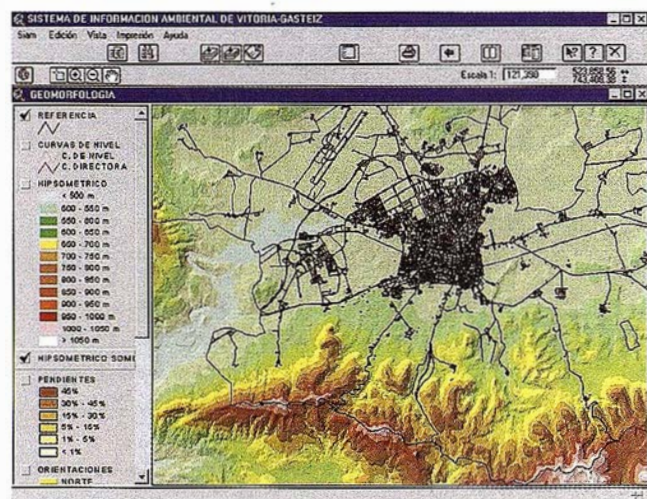 SISTEMA DE INFORMACION AMBIENTAL DE VITORIA-GASTEIZ
Siam Edición Vista Impresión Ayuda
Escala 1: 121,390
GEOMORFOLOGIA
REFERENCIA
CURVAS DE NIVEL
C. DE NIVEL
C. DIRECTORA
HIPSOMETRICO
< 500 m
500 - 550 m
550 - 600 m
600 - 650 m
650 - 700 m
700 - 750 m
750 - 800 m
800 - 850 m
850 - 900 m
900 - 950 m
950 - 1000 m
1000 - 1050 m
> 1050 m
HIPSOMETRICO SOM
PENDIENTES
30% - 45%
15% - 30%
5% - 15%
1% - 5%
< 1%
ORIENTACIONES
NORTE